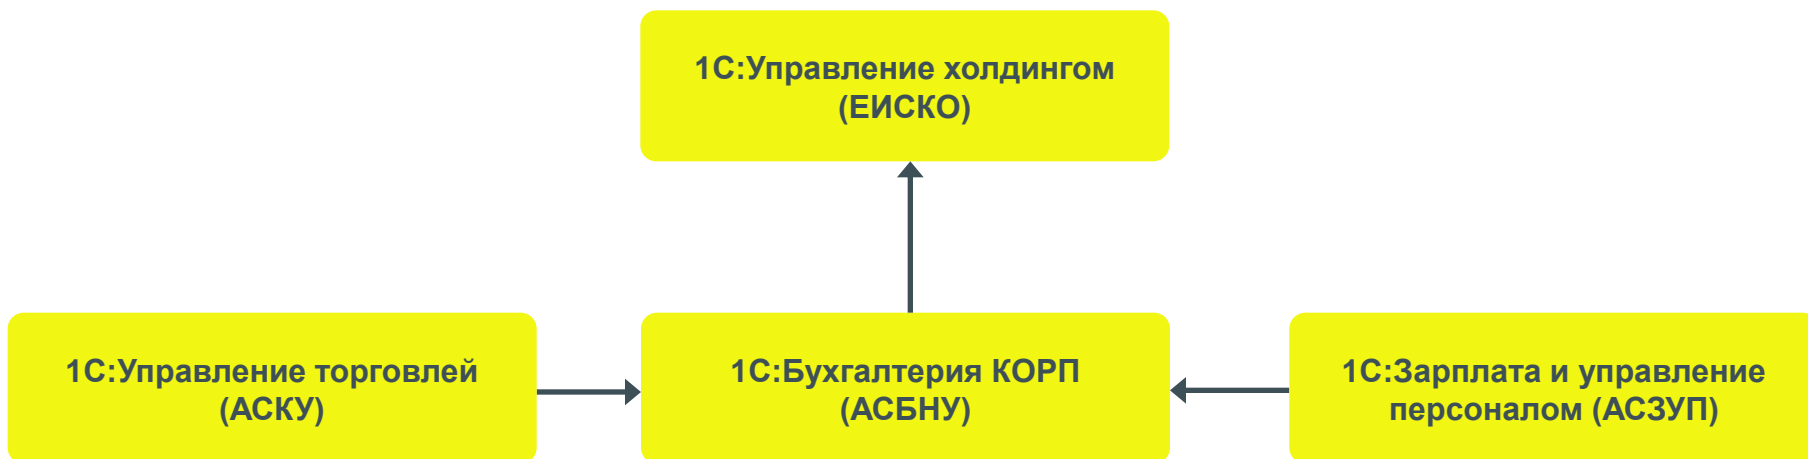 1С:Управление холдингом
(ЕИСКО)
1С:Управление торговлей
(АСКУ)
1С:Бухгалтерия КОРП
(АСБНУ)
1С:Зарплата и управление
персоналом (АСЗУП)